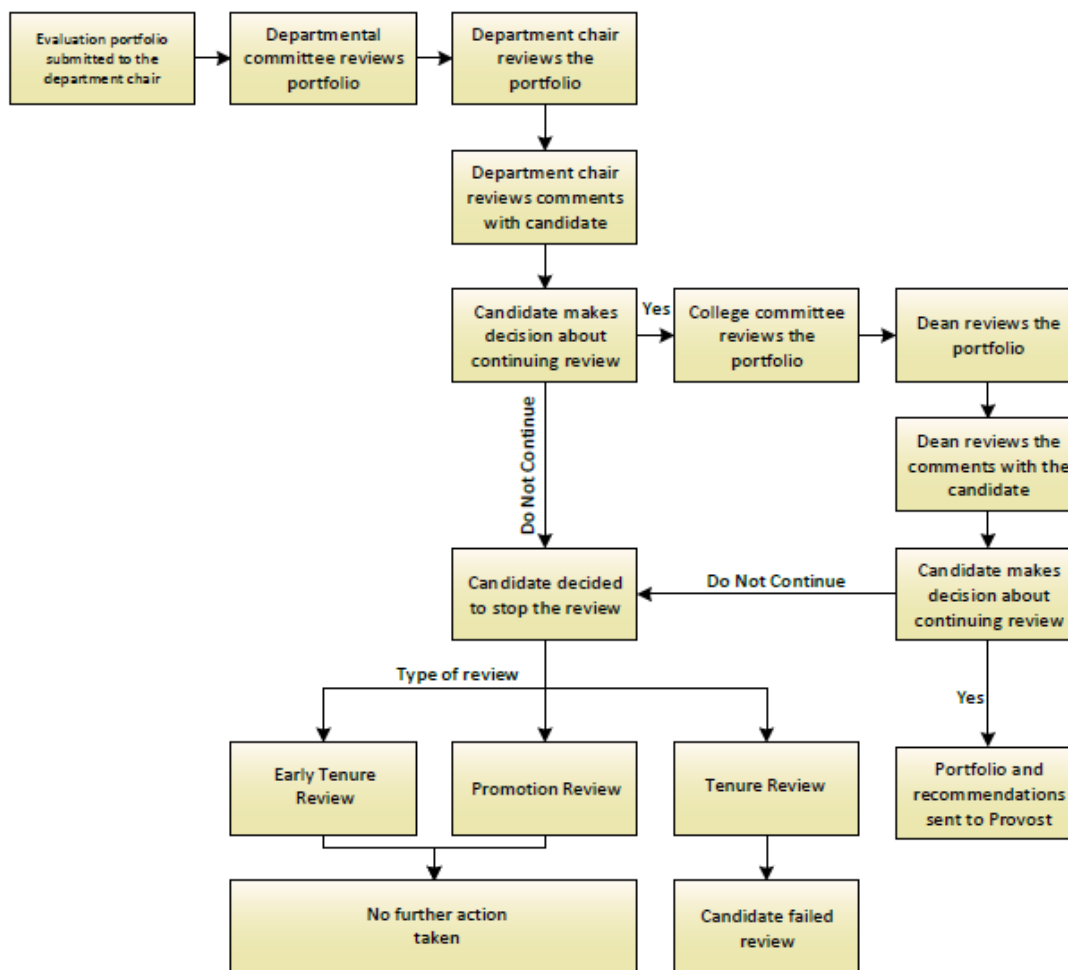 Evaluation portfolio
submitted to the
department chair
Departmental
committee reviews
portfolio
Department chair
reviews the
portfolio
Department chair
reviews comments
with candidate
Candidate makes
decision about
continuing review
Yes
College committee
reviews the
portfolio
Dean reviews the
portfolio
Dean reviews the
comments with the
candidate
Do Not Continue
Candidate decided
to stop the review
Do Not Continue
Candidate makes
decision about
continuing review
Type of review
Yes
Early Tenure
Review
Promotion Review
Tenure Review
Portfolio and
recommendations
sent to Provost
No further action
taken
Candidate failed
review